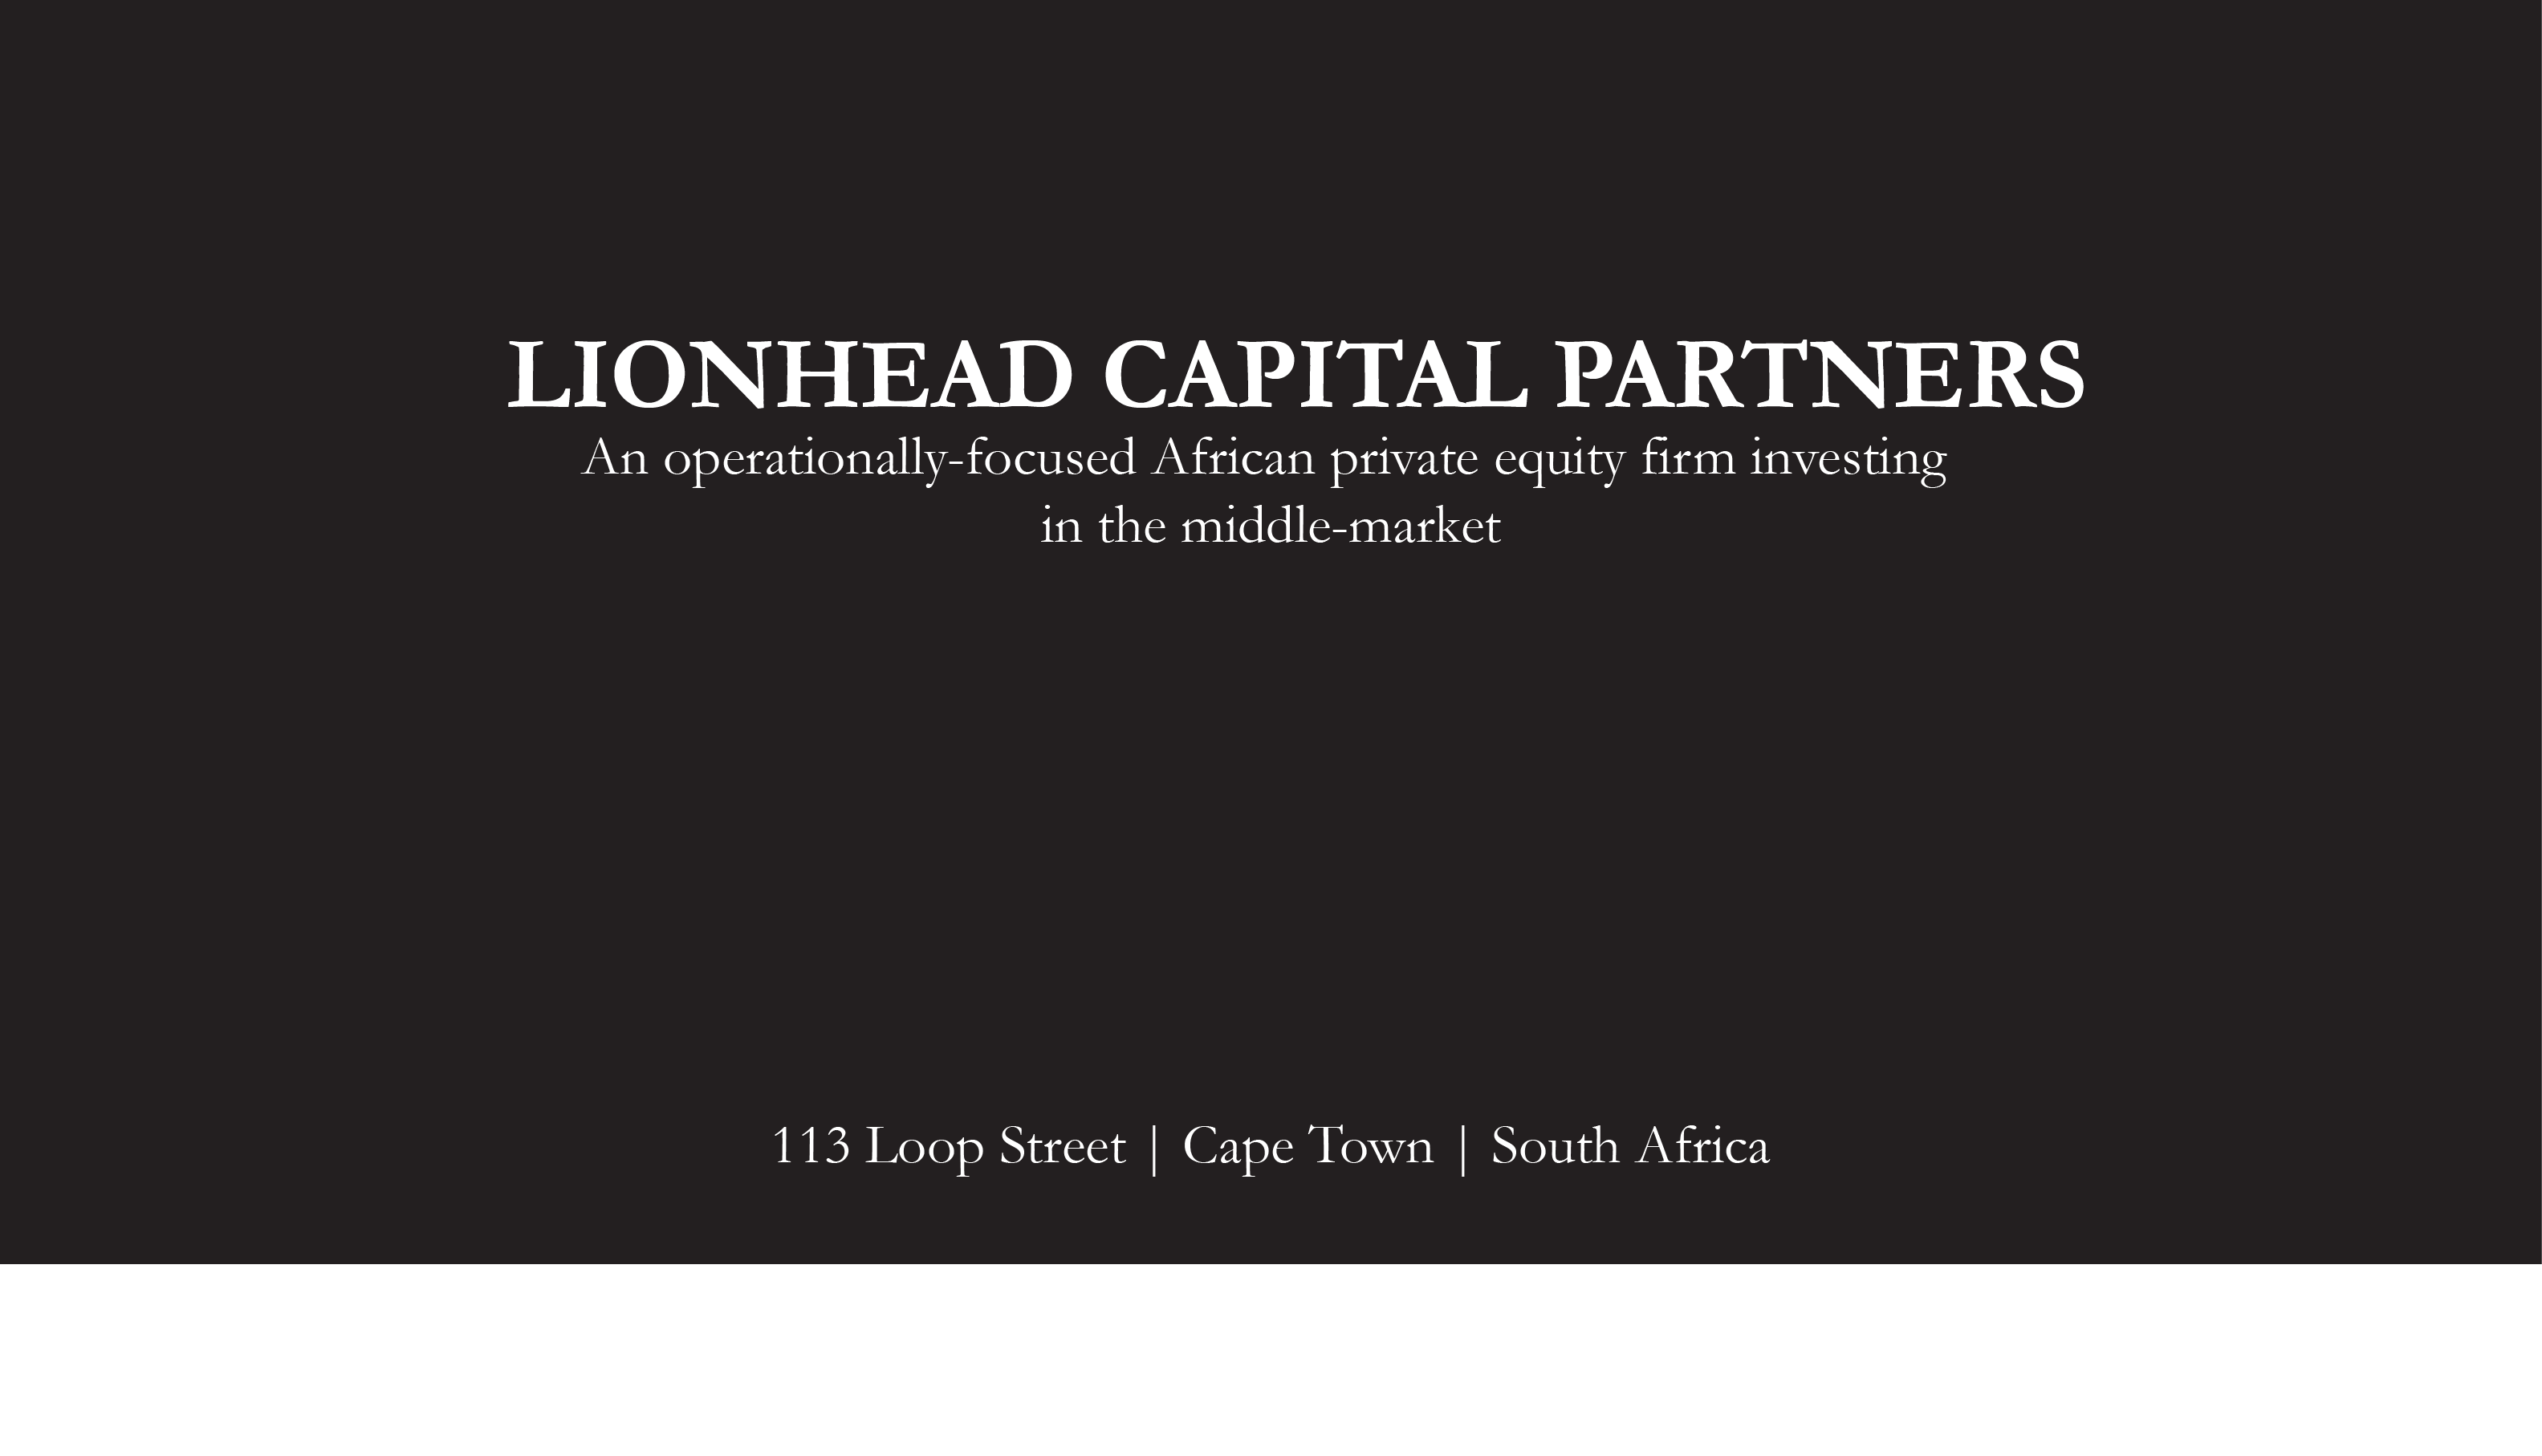 LIONHEAD CAPITAL PARTNERS
An operationally-focused African private equity firm investing
in the middle-market
113 Loop Street | Cape Town | South Africa